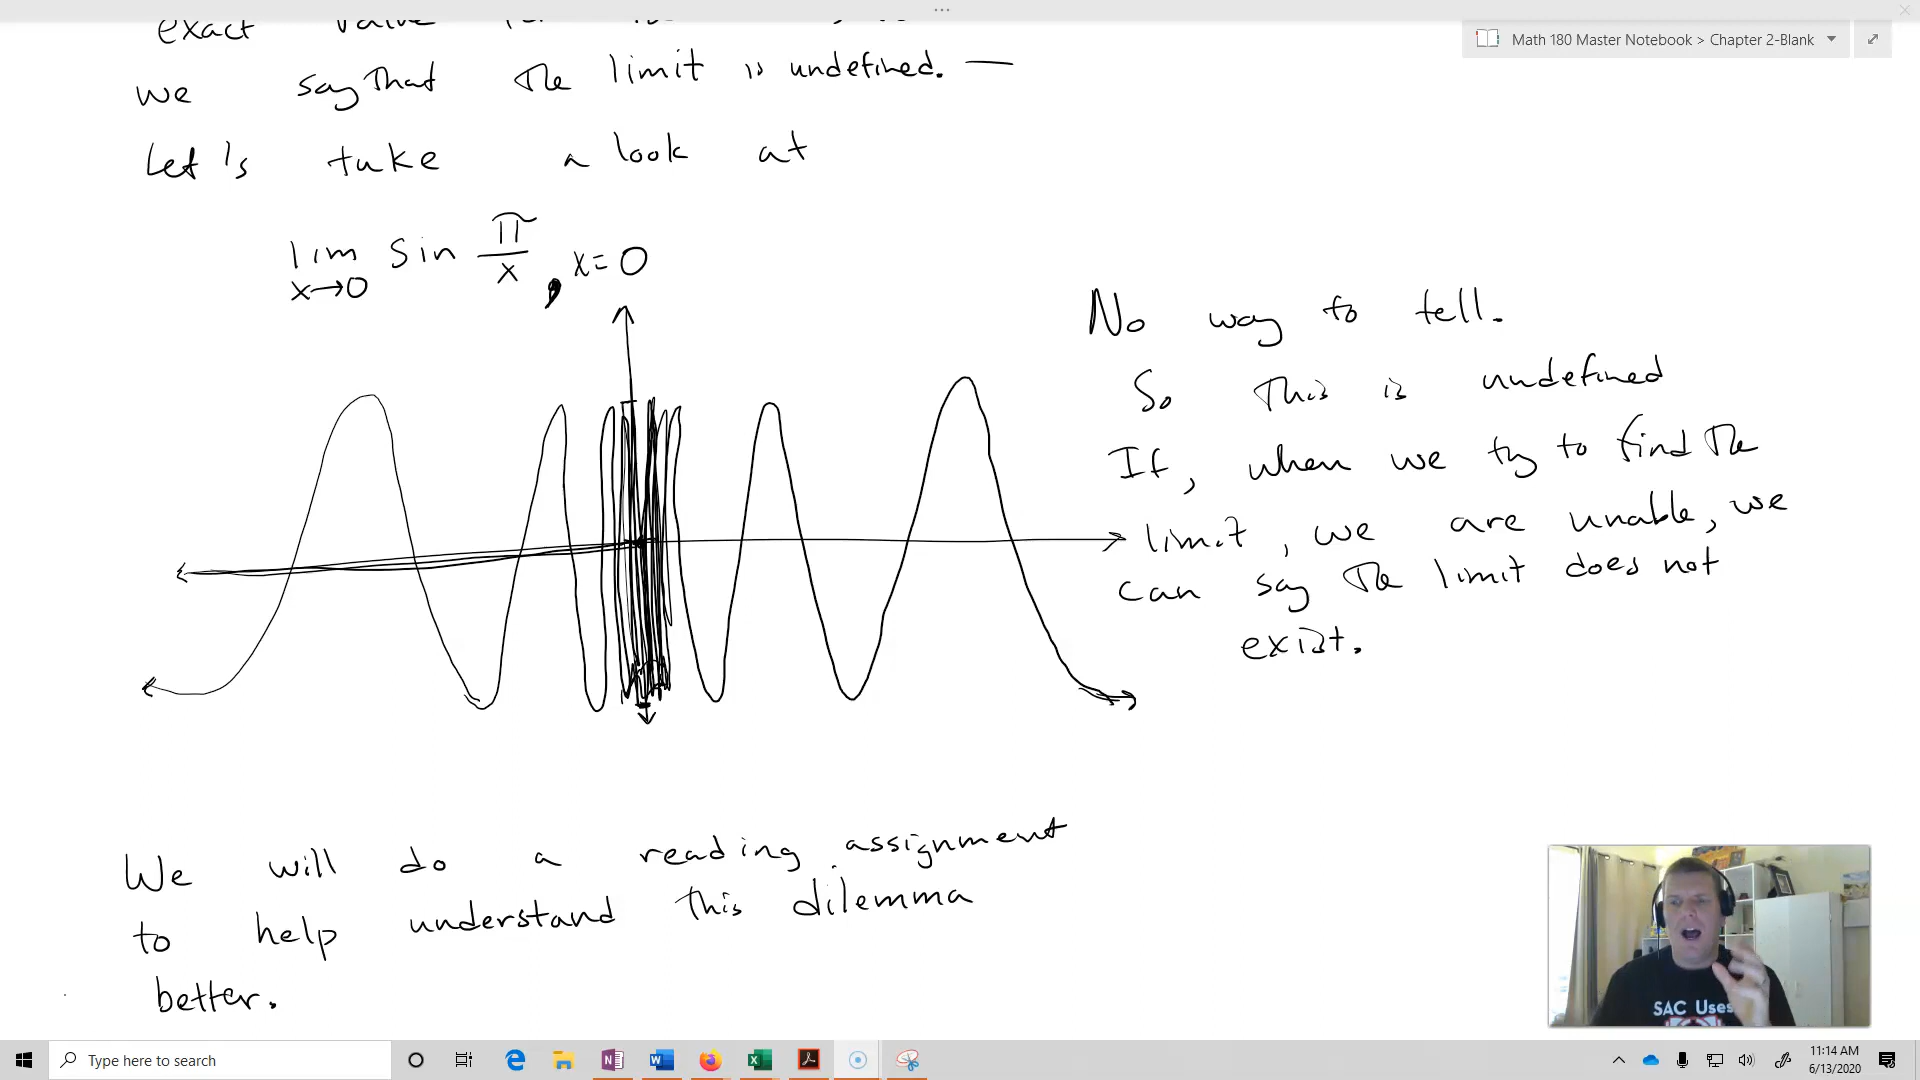 exact value
we say that the limit is undefined. —
Let's take a look at
lim sin π/x, x=0
x→0
No way to tell.
So this is undefined
If, when we try to find the
limit, we are unable, we
can say the limit does not
exist.
We will do a reading assignment
to help understand this dilemma
better.
Math 180 Master Notebook > Chapter 2-Blank
SAC Uses
Type here to search
11:14 AM
6/13/2020